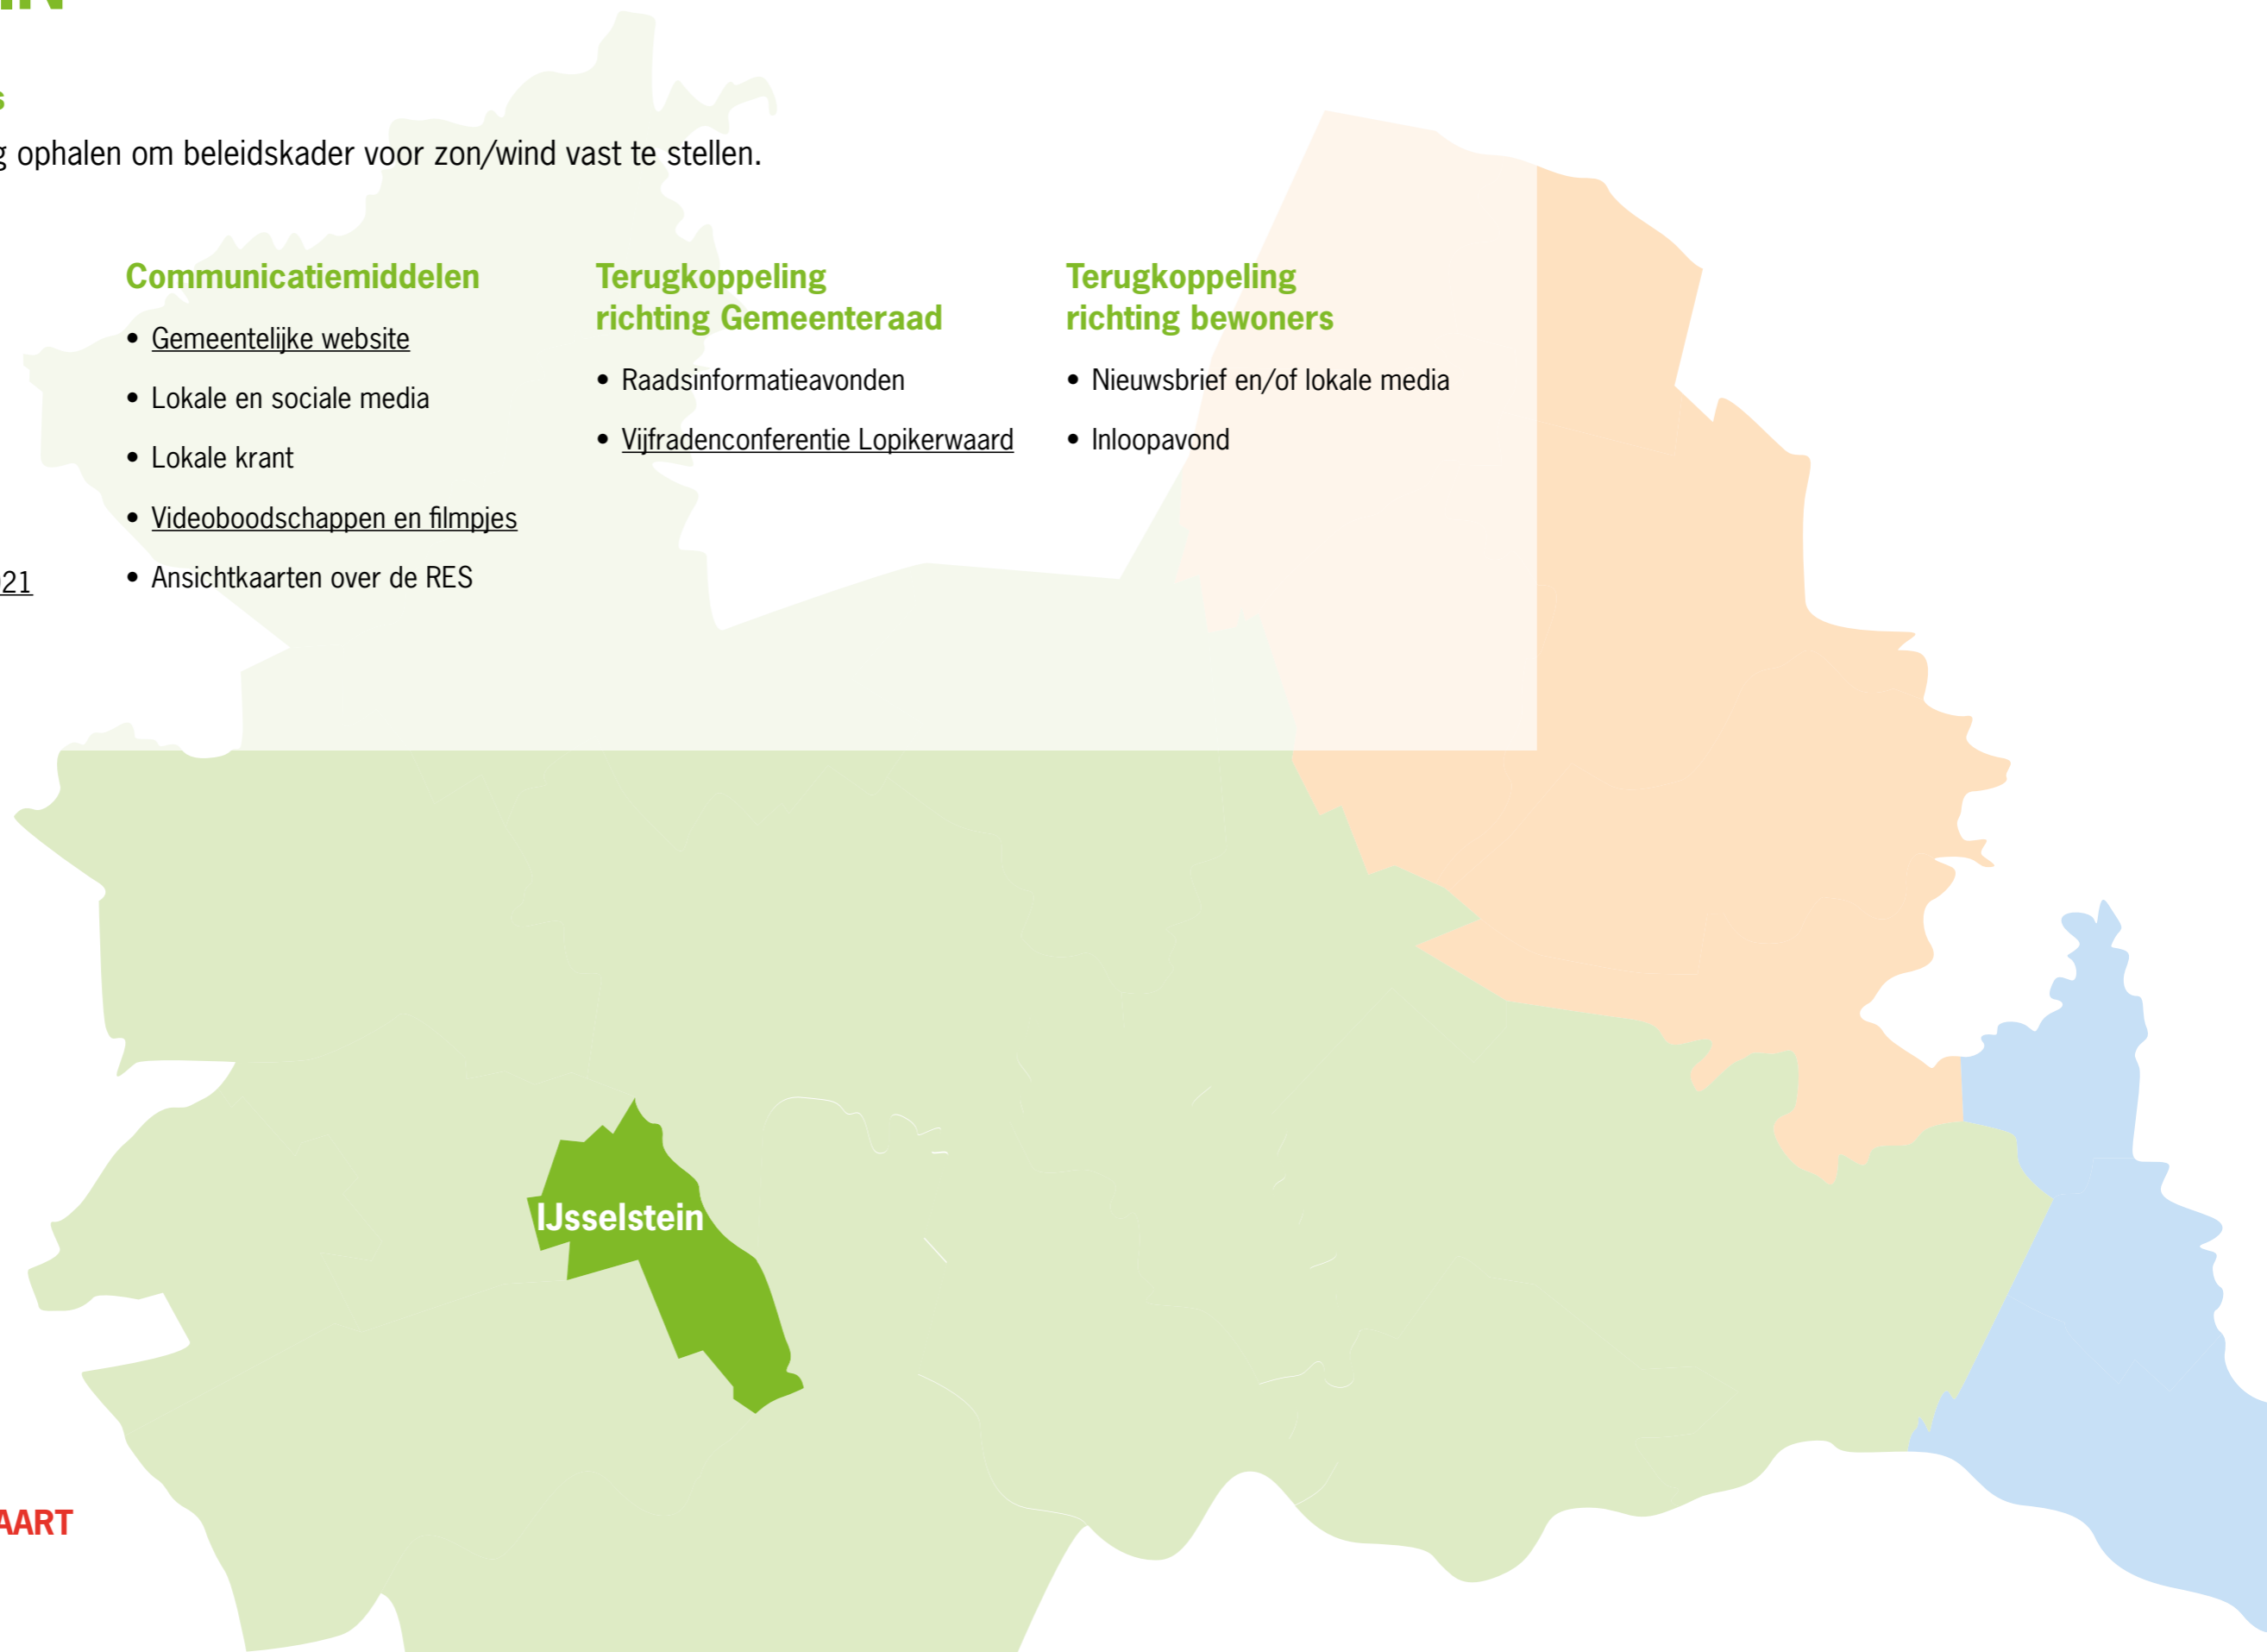 IN
s
g ophalen om beleidskader voor zon/wind vast te stellen.
Communicatiemiddelen
• Gemeentelijke website
• Lokale en sociale media
• Lokale krant
• Videoboodschappen en filmpjes
• Ansichtkaarten over de RES
Terugkoppeling
richting Gemeenteraad
• Raadsinformatieavonden
• Vijfradenconferentie Lopikerwaard
Terugkoppeling
richting bewoners
• Nieuwsbrief en/of lokale media
• Inloopavond
21
IJsselstein
AART